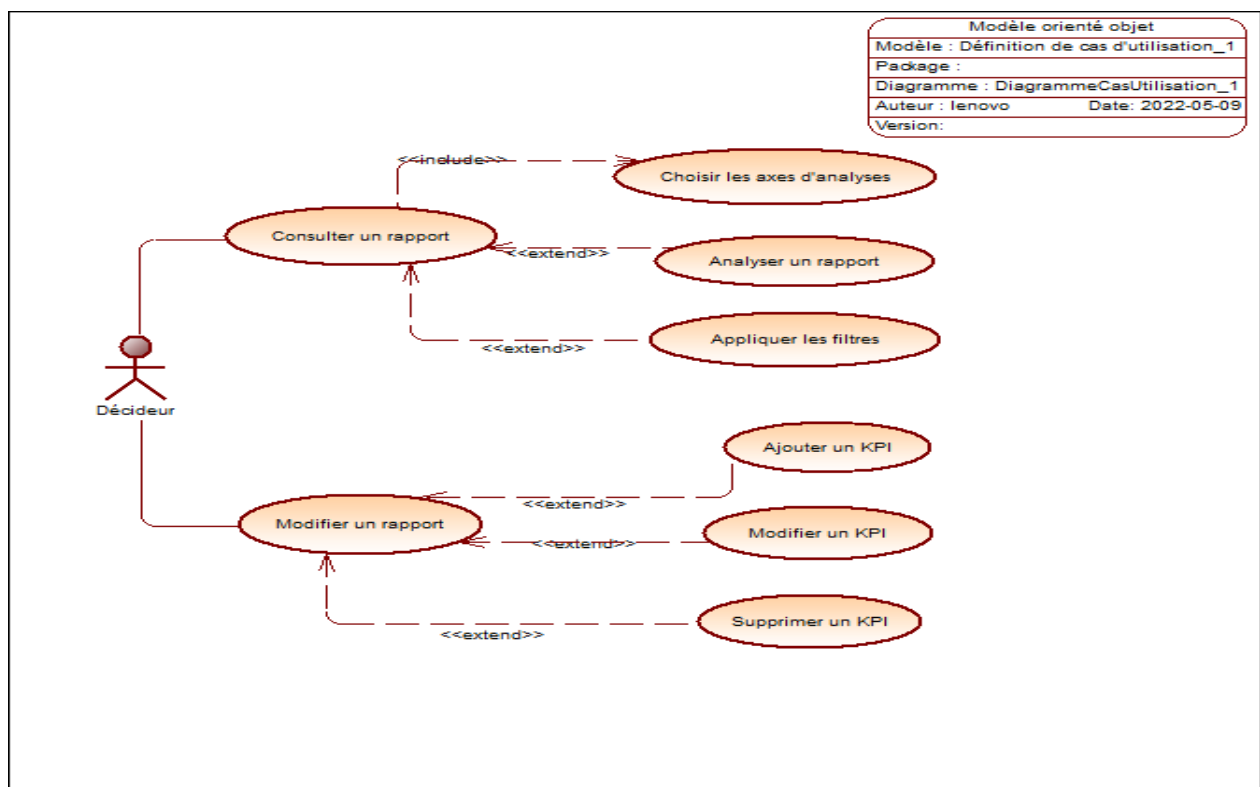 Modèle orienté objet
Modèle : Définition de cas d'utilisation_1
Package :
Diagramme : DiagrammeCasUtilisation_1
Auteur : lenovo Date: 2022-05-09
Version:
<<include>>
Choisir les axes d'analyses
Consulter un rapport
<<extend>>
Analyser un rapport
<<extend>>
Appliquer les filtres
Décideur
Ajouter un KPI
<<extend>>
Modifier un rapport
<<extend>>
Modifier un KPI
<<extend>>
Supprimer un KPI